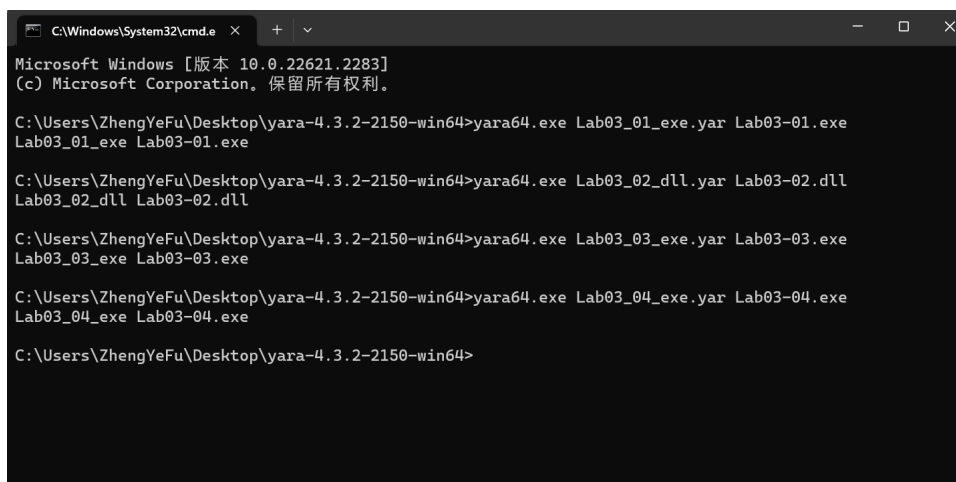 C:\Windows\System32\cmd.e
Microsoft Windows [版本 10.0.22621.2283]
(c) Microsoft Corporation。保留所有权利。
C:\Users\ZhengYeFu\Desktop\yara-4.3.2-2150-win64>yara64.exe Lab03_01_exe.yar Lab03-01.exe
Lab03_01_exe Lab03-01.exe
C:\Users\ZhengYeFu\Desktop\yara-4.3.2-2150-win64>yara64.exe Lab03_02_dll.yar Lab03-02.dll
Lab03_02_dll Lab03-02.dll
C:\Users\ZhengYeFu\Desktop\yara-4.3.2-2150-win64>yara64.exe Lab03_03_exe.yar Lab03-03.exe
Lab03_03_exe Lab03-03.exe
C:\Users\ZhengYeFu\Desktop\yara-4.3.2-2150-win64>yara64.exe Lab03_04_exe.yar Lab03-04.exe
Lab03_04_exe Lab03-04.exe
C:\Users\ZhengYeFu\Desktop\yara-4.3.2-2150-win64>